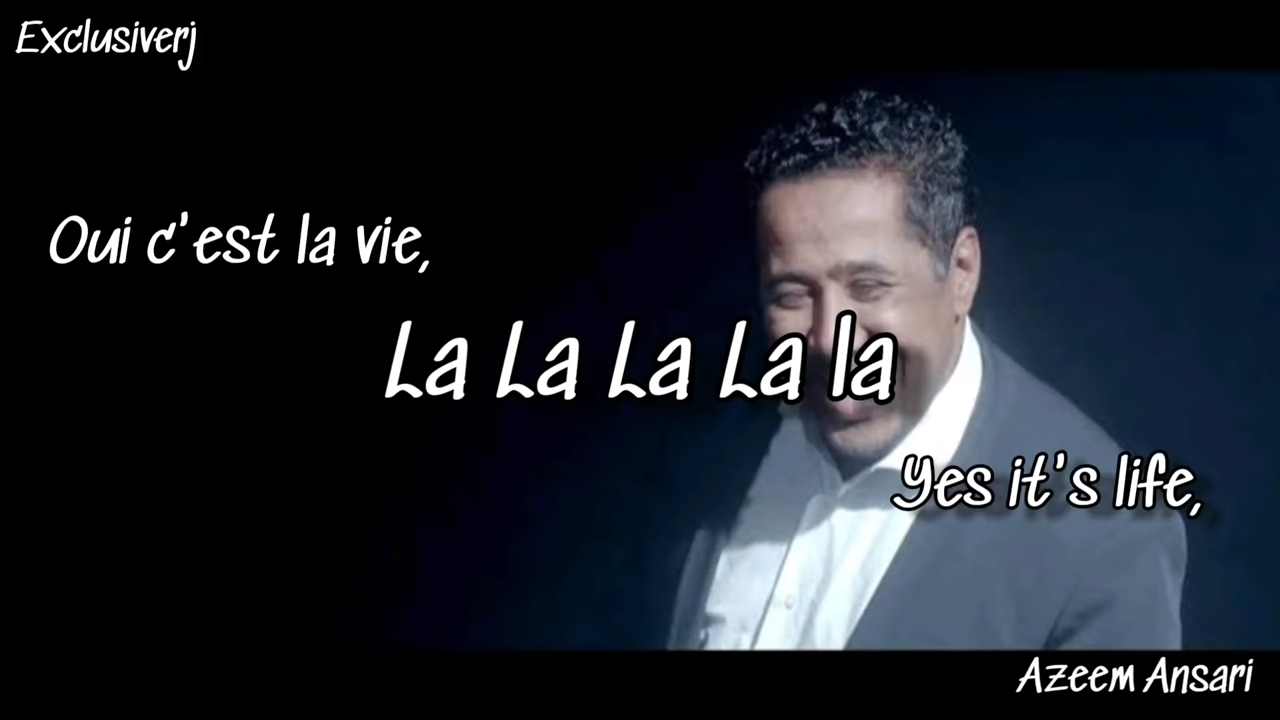 Exclusiverj
Oui c'est la vie,
La La La La la
Yes it's life,
Azeem Ansari